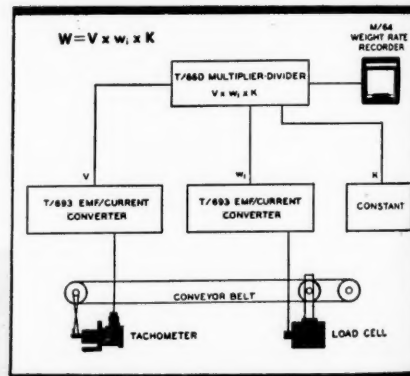 W=V x wᵢ x K
M/64
WEIGHT RATE
RECORDER
T/660 MULTIPLIER-DIVIDER
V x wᵢ x K
V
wᵢ
K
T/693 EMF/CURRENT
CONVERTER
T/693 EMF/CURRENT
CONVERTER
CONSTANT
CONVEYOR BELT
TACHOMETER
LOAD CELL